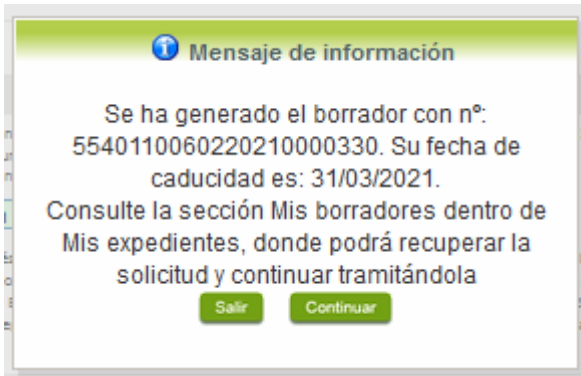 Mensaje de información
Se ha generado el borrador con nº:
5540110060220210000330. Su fecha de
caducidad es: 31/03/2021.
Consulte la sección Mis borradores dentro de
Mis expedientes, donde podrá recuperar la
solicitud y continuar tramitándola
Salir Continuar